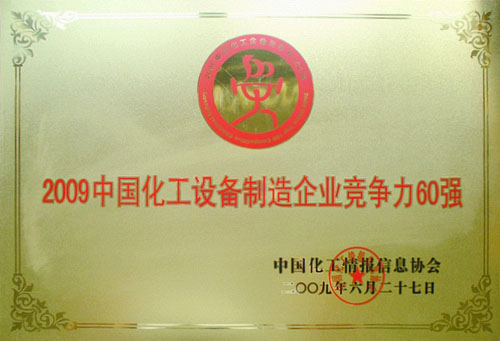 2009中国化工设备制造企业竞争力60强
中国化工情报信息协会
二〇〇九年六月二十七日